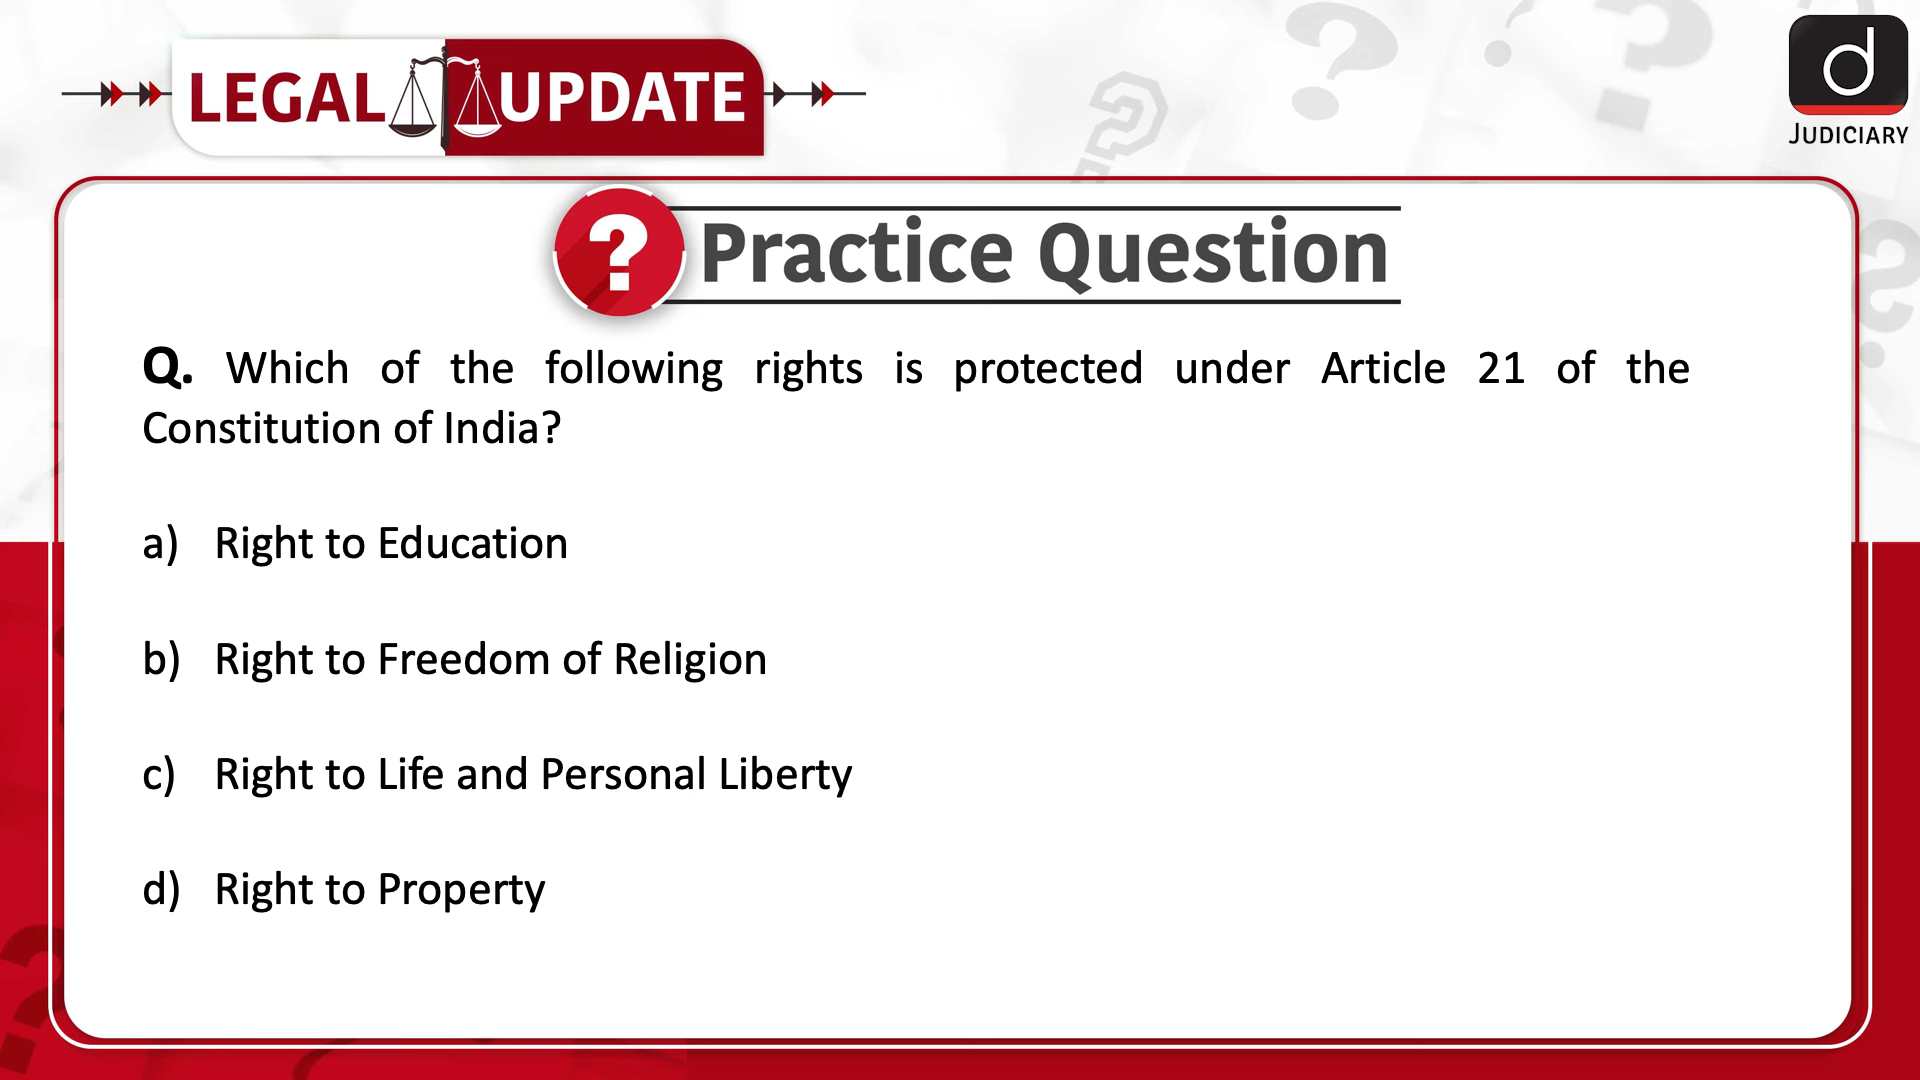 LEGAL UPDATE
d
JUDICIARY
? Practice Question
Q. Which of the following rights is protected under Article 21 of the
Constitution of India?
a) Right to Education
b) Right to Freedom of Religion
c) Right to Life and Personal Liberty
d) Right to Property